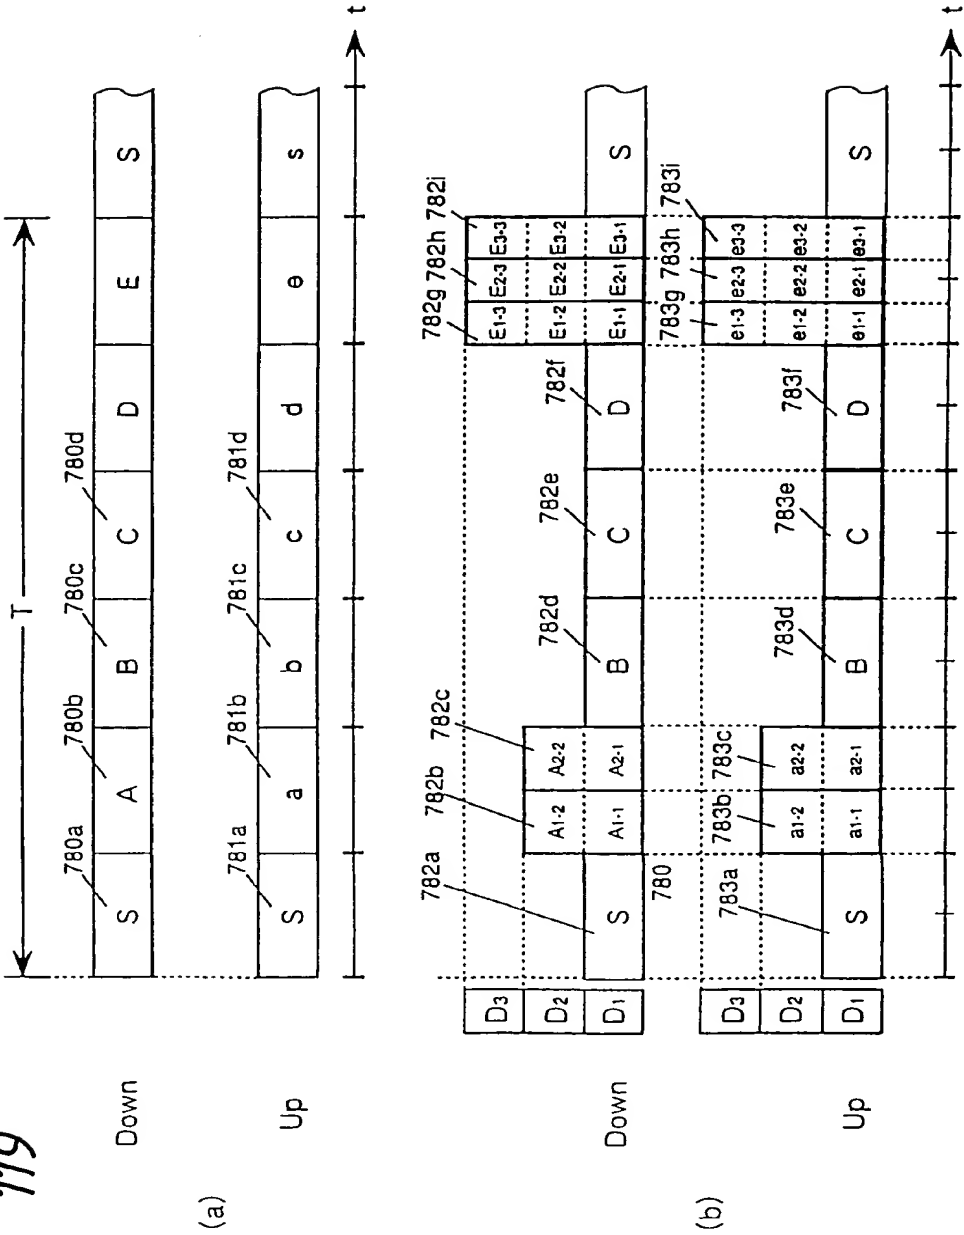 T
780a 780b 780c 780d
Down S A B C D E S
(a)
781a 781b 781c 781d
Up S a b c d e s
t
782a 782b 782c 782g 782h 782i
D3 E1-3 E2-3 E3-3
782d 782e 782f
D2 A1-2 A2-2 E1-2 E2-2 E3-2
Down D1 S A1-1 A2-1 B C D E1-1 E2-1 E3-1 S
780
783a 783b 783c 783g 783h 783i
(b)
D3 e1-3 e2-3 e3-3
783d 783e 783f
D2 a1-2 a2-2 e1-2 e2-2 e3-2
Up D1 S a1-1 a2-1 B C D e1-1 e2-1 e3-1 S
t